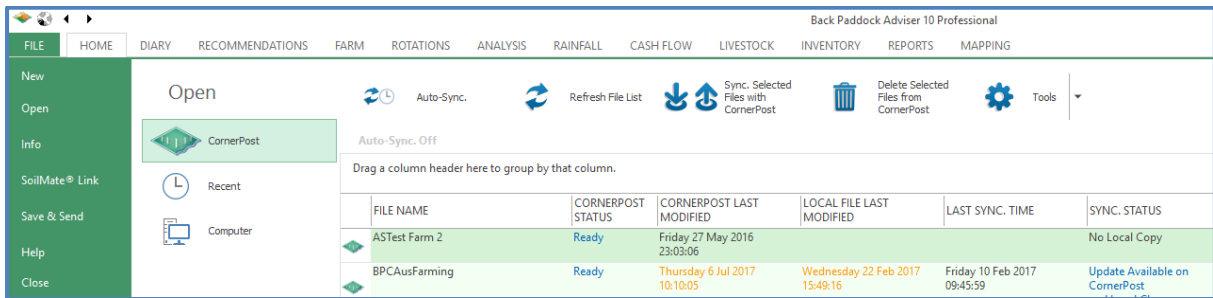 Back Paddock Adviser 10 Professional
FILE HOME DIARY RECOMMENDATIONS FARM ROTATIONS ANALYSIS RAINFALL CASH FLOW LIVESTOCK INVENTORY REPORTS MAPPING
New
Open
Info
SoilMate® Link
Save & Send
Help
Close
Open
CornerPost
Recent
Computer
Auto-Sync.
Refresh File List
Sync. Selected
Files with
CornerPost
Delete Selected
Files from
CornerPost
Tools
Auto-Sync. Off
Drag a column header here to group by that column.
FILE NAME
CORNERPOST
STATUS
CORNERPOST LAST
MODIFIED
LOCAL FILE LAST
MODIFIED
LAST SYNC. TIME
SYNC. STATUS
ASTest Farm 2
Ready
Friday 27 May 2016
23:03:06
No Local Copy
BPCAusFarming
Ready
Thursday 6 Jul 2017
10:10:05
Wednesday 22 Feb 2017
15:49:16
Friday 10 Feb 2017
09:45:59
Update Available on
CornerPost